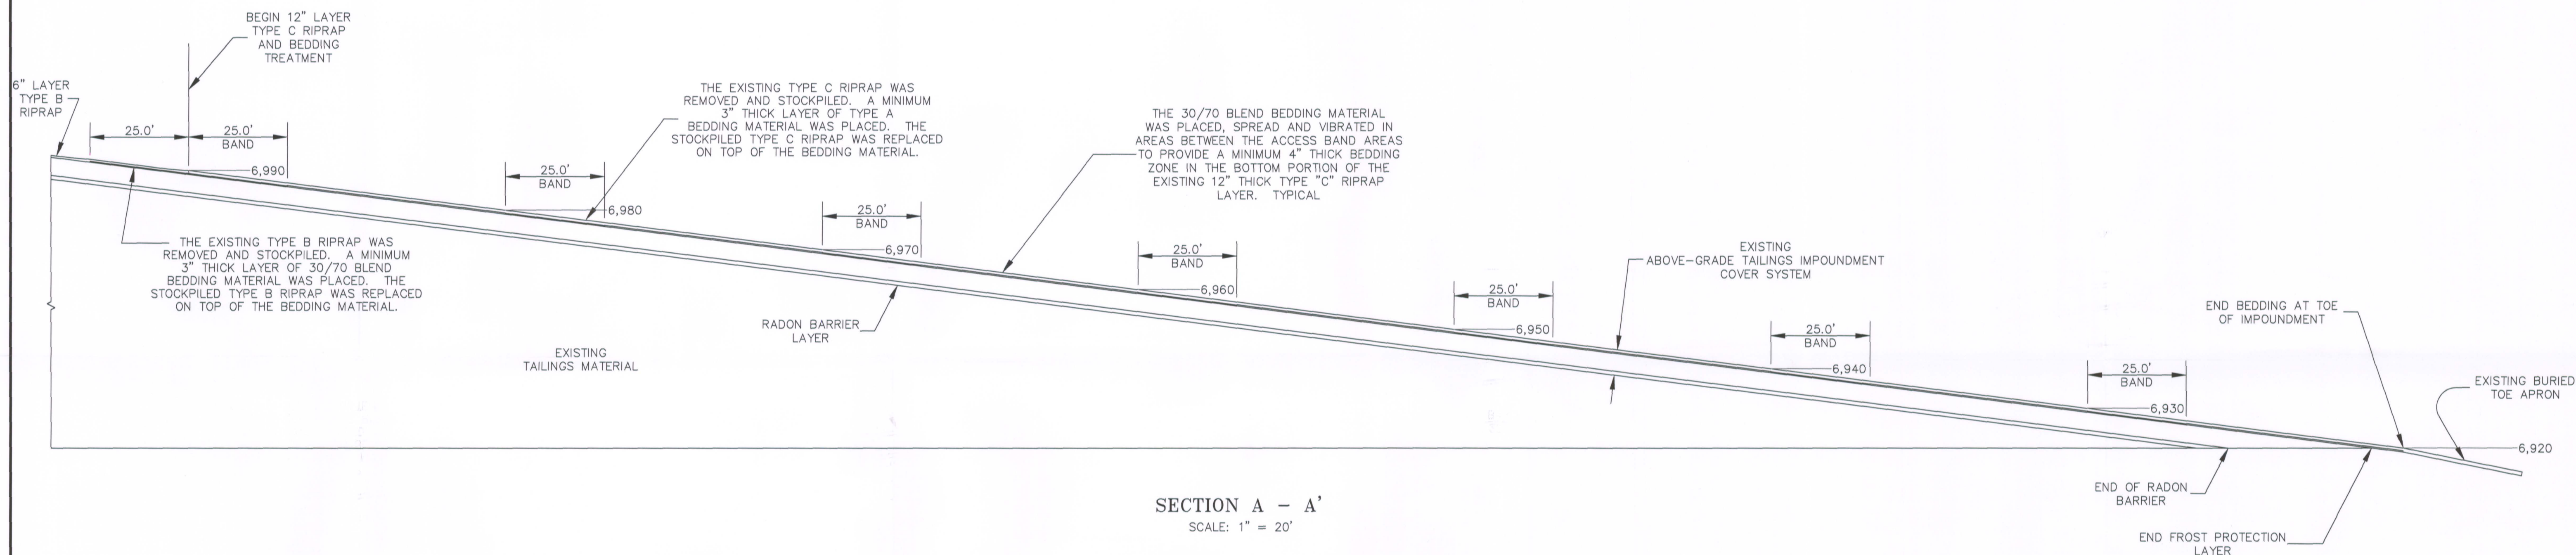 BEGIN 12" LAYER
TYPE C RIPRAP
AND BEDDING
TREATMENT
6" LAYER
TYPE B
RIPRAP
25.0'
25.0'
BAND
6,990
THE EXISTING TYPE C RIPRAP WAS
REMOVED AND STOCKPILED. A MINIMUM
3" THICK LAYER OF TYPE A
BEDDING MATERIAL WAS PLACED. THE
STOCKPILED TYPE C RIPRAP WAS REPLACED
ON TOP OF THE BEDDING MATERIAL.
25.0'
BAND
6,980
THE 30/70 BLEND BEDDING MATERIAL
WAS PLACED, SPREAD AND VIBRATED IN
AREAS BETWEEN THE ACCESS BAND AREAS
TO PROVIDE A MINIMUM 4" THICK BEDDING
ZONE IN THE BOTTOM PORTION OF THE
EXISTING 12" THICK TYPE "C" RIPRAP
LAYER. TYPICAL
25.0'
BAND
6,970
THE EXISTING TYPE B RIPRAP WAS
REMOVED AND STOCKPILED. A MINIMUM
3" THICK LAYER OF 30/70 BLEND
BEDDING MATERIAL WAS PLACED. THE
STOCKPILED TYPE B RIPRAP WAS REPLACED
ON TOP OF THE BEDDING MATERIAL.
25.0'
BAND
6,960
EXISTING
ABOVE-GRADE TAILINGS IMPOUNDMENT
COVER SYSTEM
25.0'
BAND
6,950
RADON BARRIER
LAYER
EXISTING
TAILINGS MATERIAL
25.0'
BAND
6,940
END BEDDING AT TOE
OF IMPOUNDMENT
25.0'
BAND
6,930
EXISTING BURIED
TOE APRON
6,920
END OF RADON
BARRIER
END FROST PROTECTION
LAYER
SECTION A - A'
SCALE: 1" = 20'